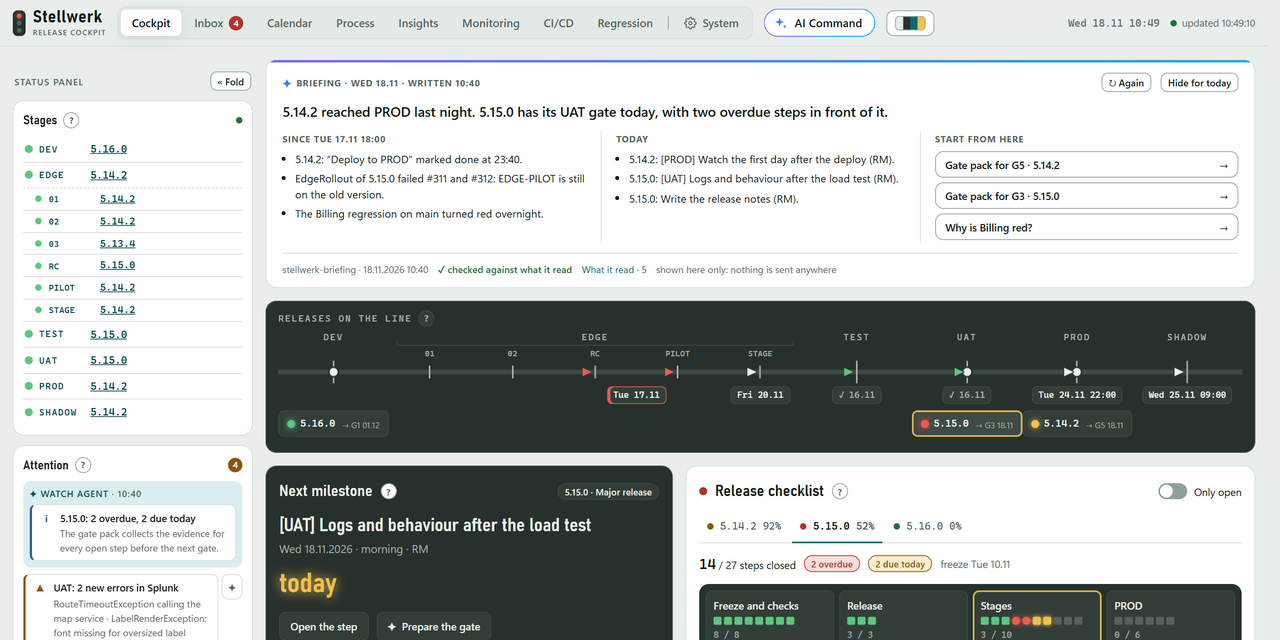 Stellwerk
RELEASE COCKPIT
Cockpit
Inbox 4
Calendar
Process
Insights
Monitoring
CI/CD
Regression
System
AI Command
Wed 18.11 10:49
updated 10:49:10
STATUS PANEL
« Fold
Stages ?
DEV 5.16.0
EDGE 5.14.2
01 5.14.2
02 5.14.2
03 5.13.4
RC 5.15.0
PILOT 5.14.2
STAGE 5.14.2
TEST 5.15.0
UAT 5.15.0
PROD 5.14.2
SHADOW 5.14.2
Attention ? 4
WATCH AGENT · 10:40
i 5.15.0: 2 overdue, 2 due today
The gate pack collects the evidence for
every open step before the next gate.
UAT: 2 new errors in Splunk
RouteTimeoutException calling the
map service · LabelRenderException:
font missing for oversized label
BRIEFING · WED 18.11 · WRITTEN 10:40
↻ Again
Hide for today
5.14.2 reached PROD last night. 5.15.0 has its UAT gate today, with two overdue steps in front of it.
SINCE TUE 17.11 18:00
• 5.14.2: “Deploy to PROD” marked done at 23:40.
• EdgeRollout of 5.15.0 failed #311 and #312: EDGE-PILOT is still
on the old version.
• The Billing regression on main turned red overnight.
TODAY
• 5.14.2: [PROD] Watch the first day after the deploy (RM).
• 5.15.0: [UAT] Logs and behaviour after the load test (RM).
• 5.15.0: Write the release notes (RM).
START FROM HERE
Gate pack for G5 · 5.14.2 →
Gate pack for G3 · 5.15.0 →
Why is Billing red? →
stellwerk-briefing · 18.11.2026 10:40 ✓ checked against what it read What it read · 5 shown here only: nothing is sent anywhere
RELEASES ON THE LINE ?
DEV EDGE TEST UAT PROD SHADOW
01 02 RC PILOT STAGE
Tue 17.11 Fri 20.11 ✓ 16.11 ✓ 16.11 Tue 24.11 22:00 Wed 25.11 09:00
5.16.0 → G1 01.12
5.15.0 → G3 18.11
5.14.2 → G5 18.11
Next milestone ?
5.15.0 · Major release
[UAT] Logs and behaviour after the load test
Wed 18.11.2026 · morning · RM
today
Open the step
Prepare the gate
Release checklist ?
Only open
5.14.2 92%
5.15.0 52%
5.16.0 0%
14 / 27 steps closed
2 overdue
2 due today
freeze Tue 10.11
Freeze and checks
8 / 8
Release
3 / 3
Stages
3 / 10
PROD
0 / 6